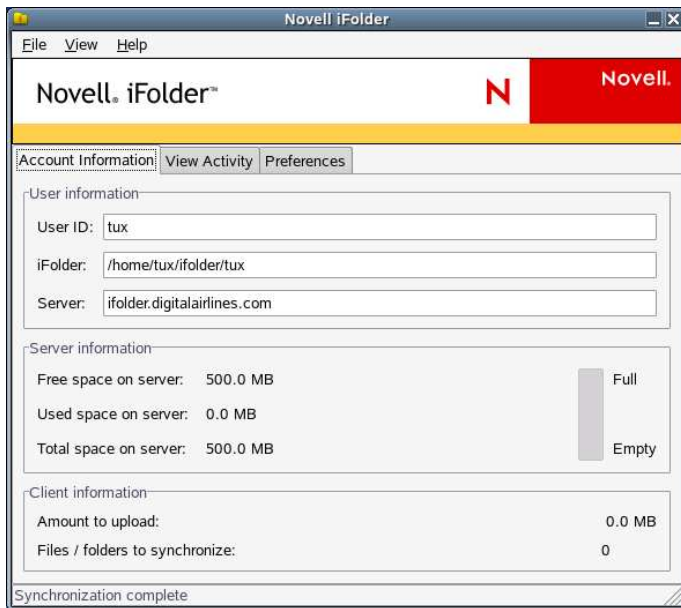 Novell iFolder
File View Help
Novell® iFolder™
N
Novell.
Account Information View Activity Preferences
User information
User ID: tux
iFolder: /home/tux/ifolder/tux
Server: ifolder.digitalairlines.com
Server information
Free space on server: 500.0 MB
Full
Used space on server: 0.0 MB
Total space on server: 500.0 MB
Empty
Client information
Amount to upload: 0.0 MB
Files / folders to synchronize: 0
Synchronization complete